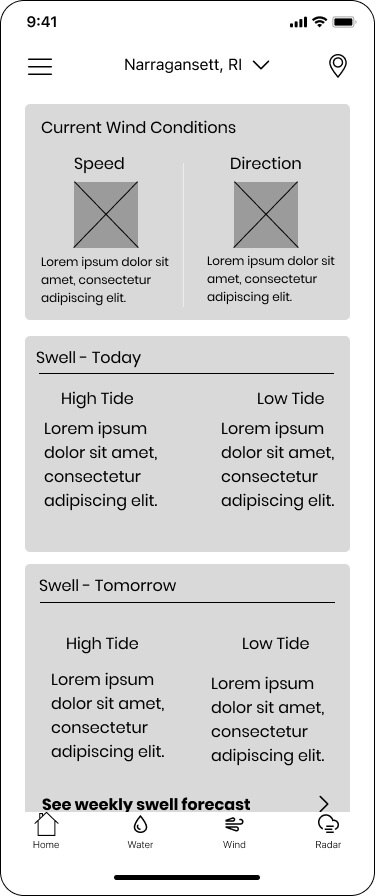 9:41
Narragansett, RI
Current Wind Conditions
Speed
Direction
Lorem ipsum dolor sit
amet, consectetur
adipiscing elit.
Lorem ipsum dolor sit
amet, consectetur
adipiscing elit.
Swell - Today
High Tide
Low Tide
Lorem ipsum
dolor sit amet,
consectetur
adipiscing elit.
Lorem ipsum
dolor sit amet,
consectetur
adipiscing elit.
Swell - Tomorrow
High Tide
Low Tide
Lorem ipsum
dolor sit amet,
consectetur
adipiscing elit.
Lorem ipsum
dolor sit amet,
consectetur
adipiscing elit.
See weekly swell forecast
Home
Water
Wind
Radar